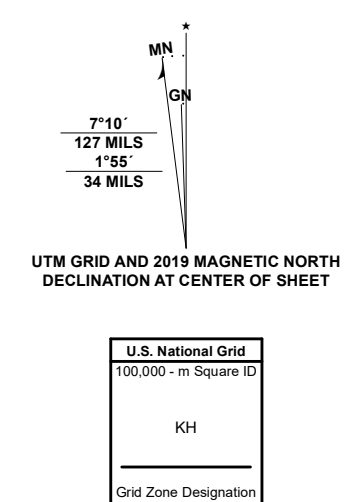 ★
MN
GN
7°10´
127 MILS
1°55´
34 MILS
UTM GRID AND 2019 MAGNETIC NORTH
DECLINATION AT CENTER OF SHEET
U.S. National Grid
100,000 - m Square ID
KH
Grid Zone Designation